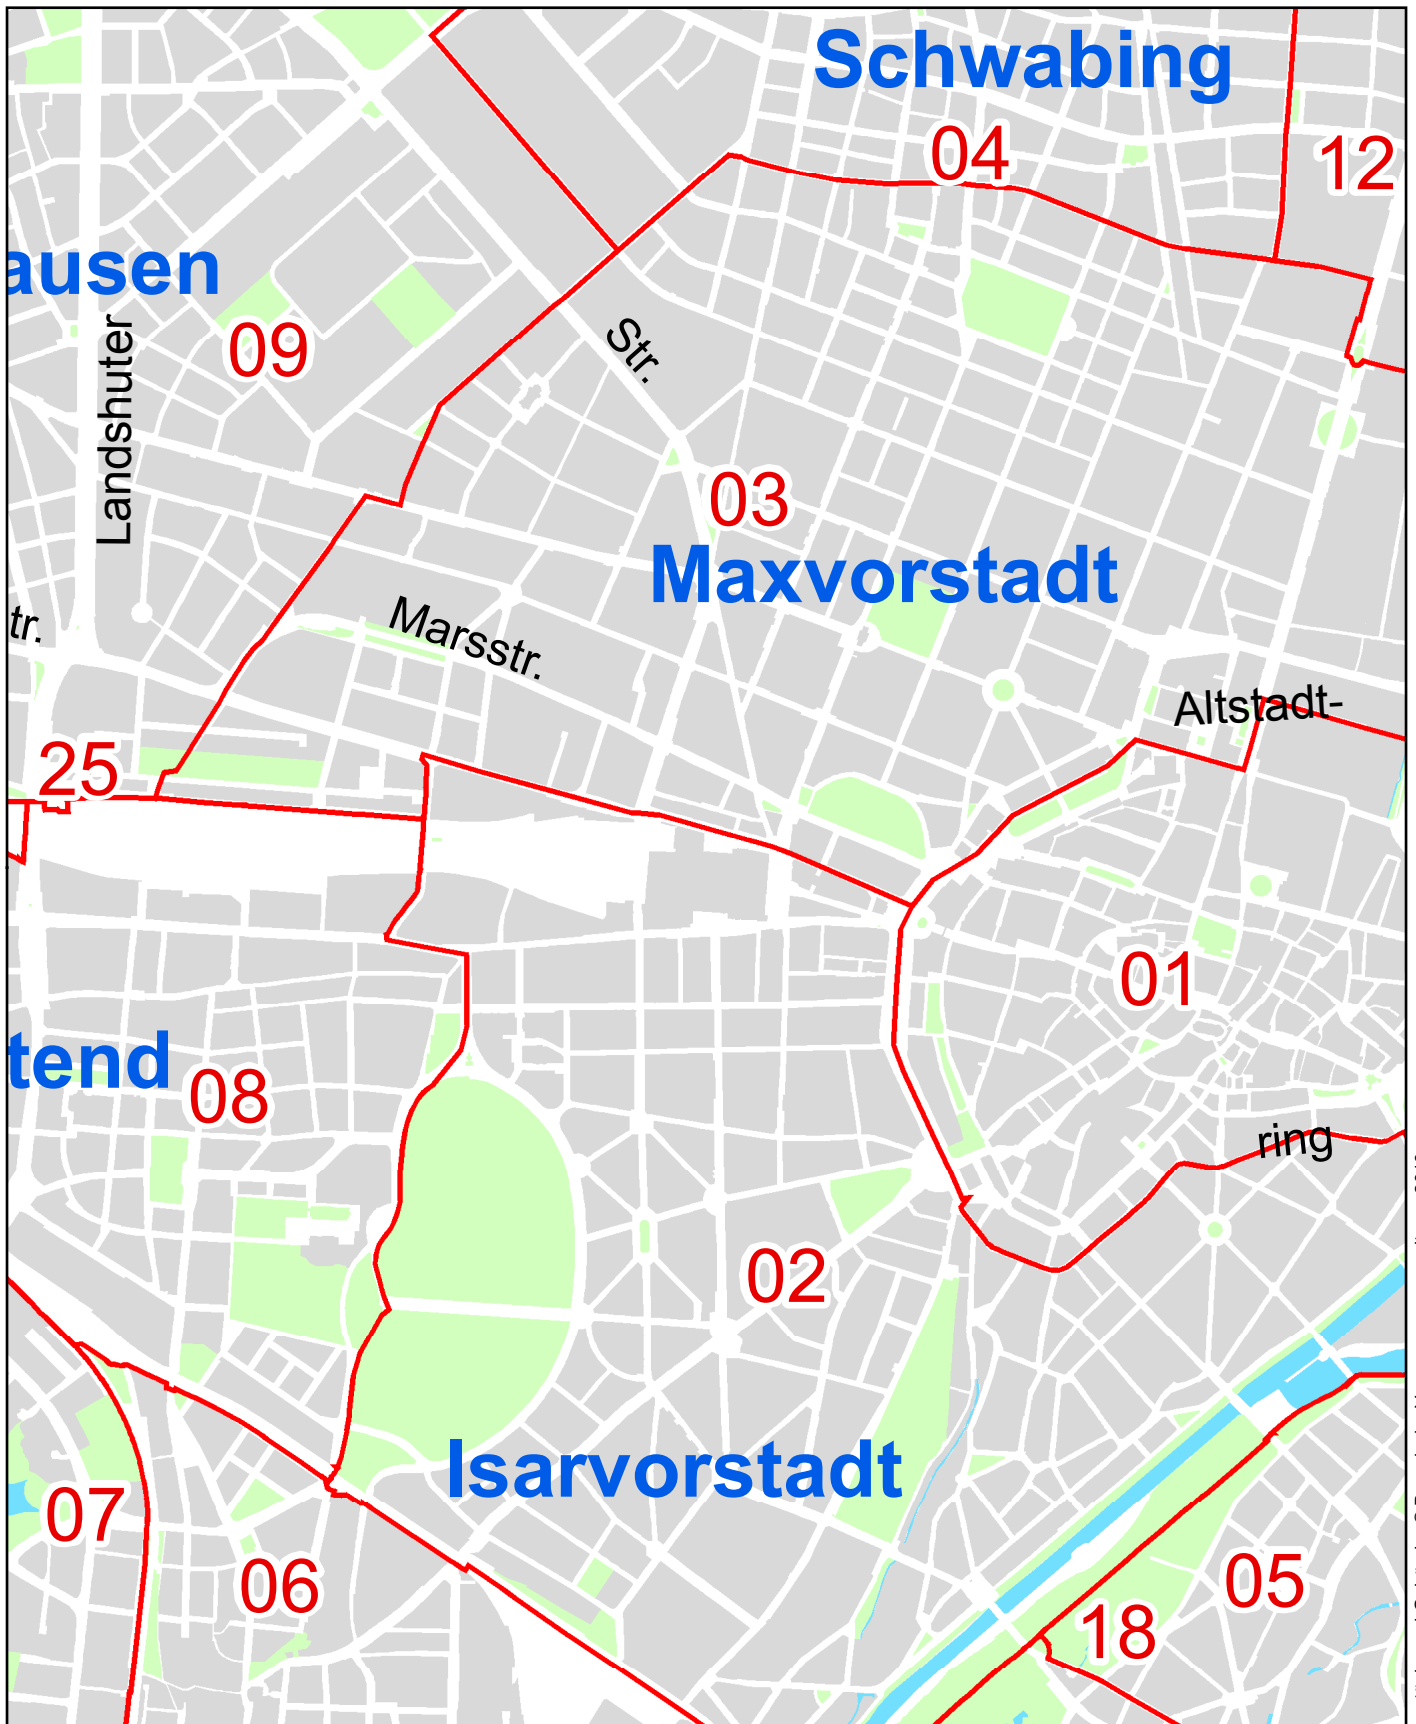 Schwabing
04
12
ausen
09
Landshuter
Str.
03
Maxvorstadt
tr.
Marsstr.
Altstadt-
25
01
tend
08
ring
02
Isarvorstadt
07
06
05
18